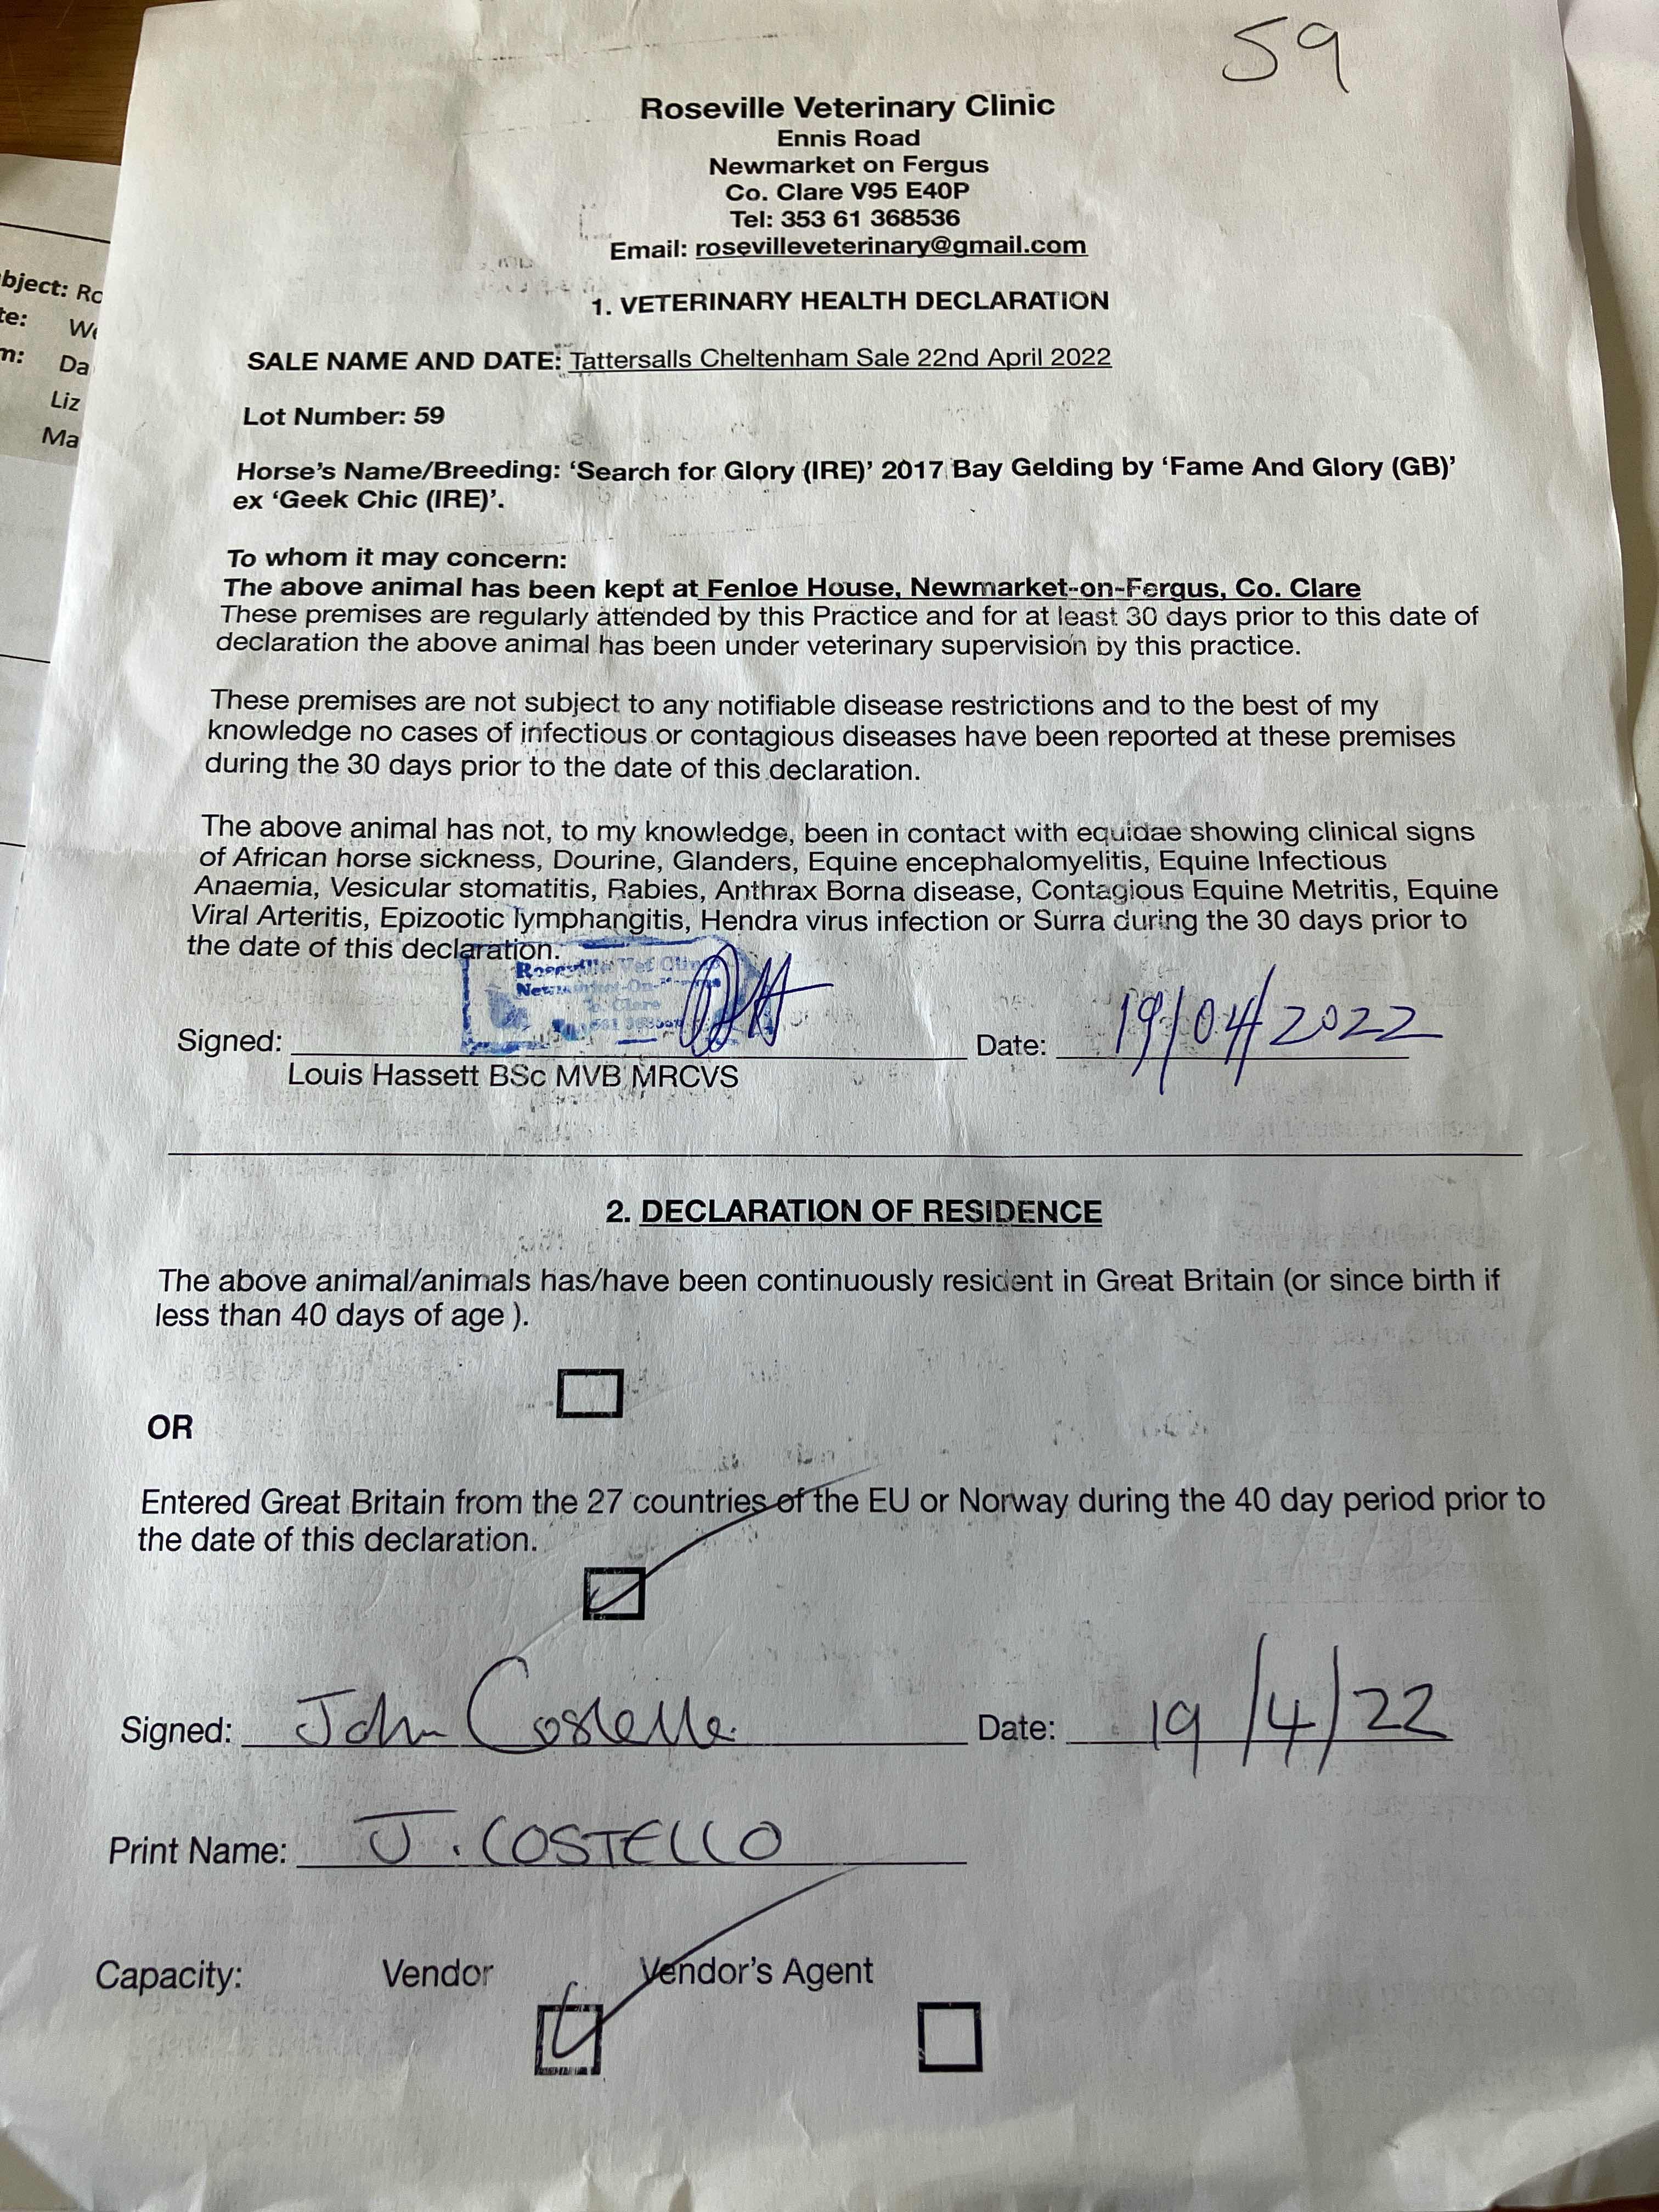 59
Roseville Veterinary Clinic
Ennis Road
Newmarket on Fergus
Co. Clare V95 E40P
Tel: 353 61 368536
Email: rosevilleveterinary@gmail.com
1. VETERINARY HEALTH DECLARATION
SALE NAME AND DATE: Tattersalls Cheltenham Sale 22nd April 2022
Lot Number: 59
Horse's Name/Breeding: 'Search for Glory (IRE)' 2017 Bay Gelding by 'Fame And Glory (GB)'
ex 'Geek Chic (IRE)'.
To whom it may concern:
The above animal has been kept at Fenloe House, Newmarket-on-Fergus, Co. Clare
These premises are regularly attended by this Practice and for at least 30 days prior to this date of
declaration the above animal has been under veterinary supervision by this practice.
These premises are not subject to any notifiable disease restrictions and to the best of my
knowledge no cases of infectious or contagious diseases have been reported at these premises
during the 30 days prior to the date of this declaration.
The above animal has not, to my knowledge, been in contact with equidae showing clinical signs
of African horse sickness, Dourine, Glanders, Equine encephalomyelitis, Equine Infectious
Anaemia, Vesicular stomatitis, Rabies, Anthrax Borna disease, Contagious Equine Metritis, Equine
Viral Arteritis, Epizootic lymphangitis, Hendra virus infection or Surra during the 30 days prior to
the date of this declaration.
Roseville Vet Clinic
Clare
Signed: Date: 19/04/2022
Louis Hassett BSc MVB MRCVS
2. DECLARATION OF RESIDENCE
The above animal/animals has/have been continuously resident in Great Britain (or since birth if
less than 40 days of age ).
OR
Entered Great Britain from the 27 countries of the EU or Norway during the 40 day period prior to
the date of this declaration.
Signed: John Costello Date: 19/4/22
Print Name: J. COSTELLO
Capacity: Vendor Vendor's Agent
bject: Ro
te: We
m: Da
Liz
Ma